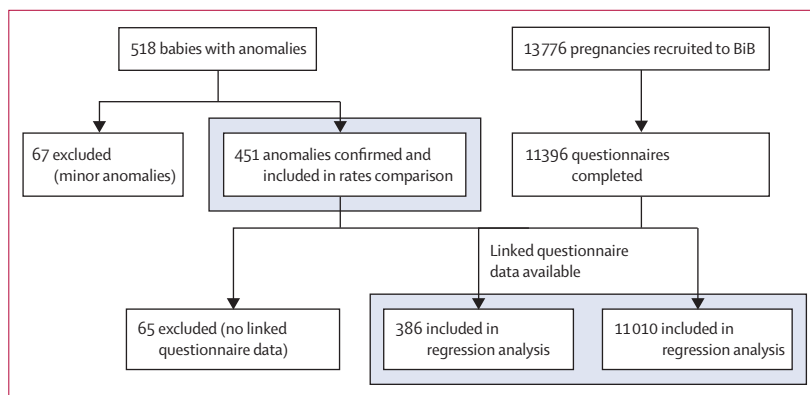 518 babies with anomalies
13776 pregnancies recruited to BiB
67 excluded
(minor anomalies)
451 anomalies confirmed and
included in rates comparison
11396 questionnaires
completed
Linked questionnaire
data available
65 excluded (no linked
questionnaire data)
386 included in
regression analysis
11010 included in
regression analysis